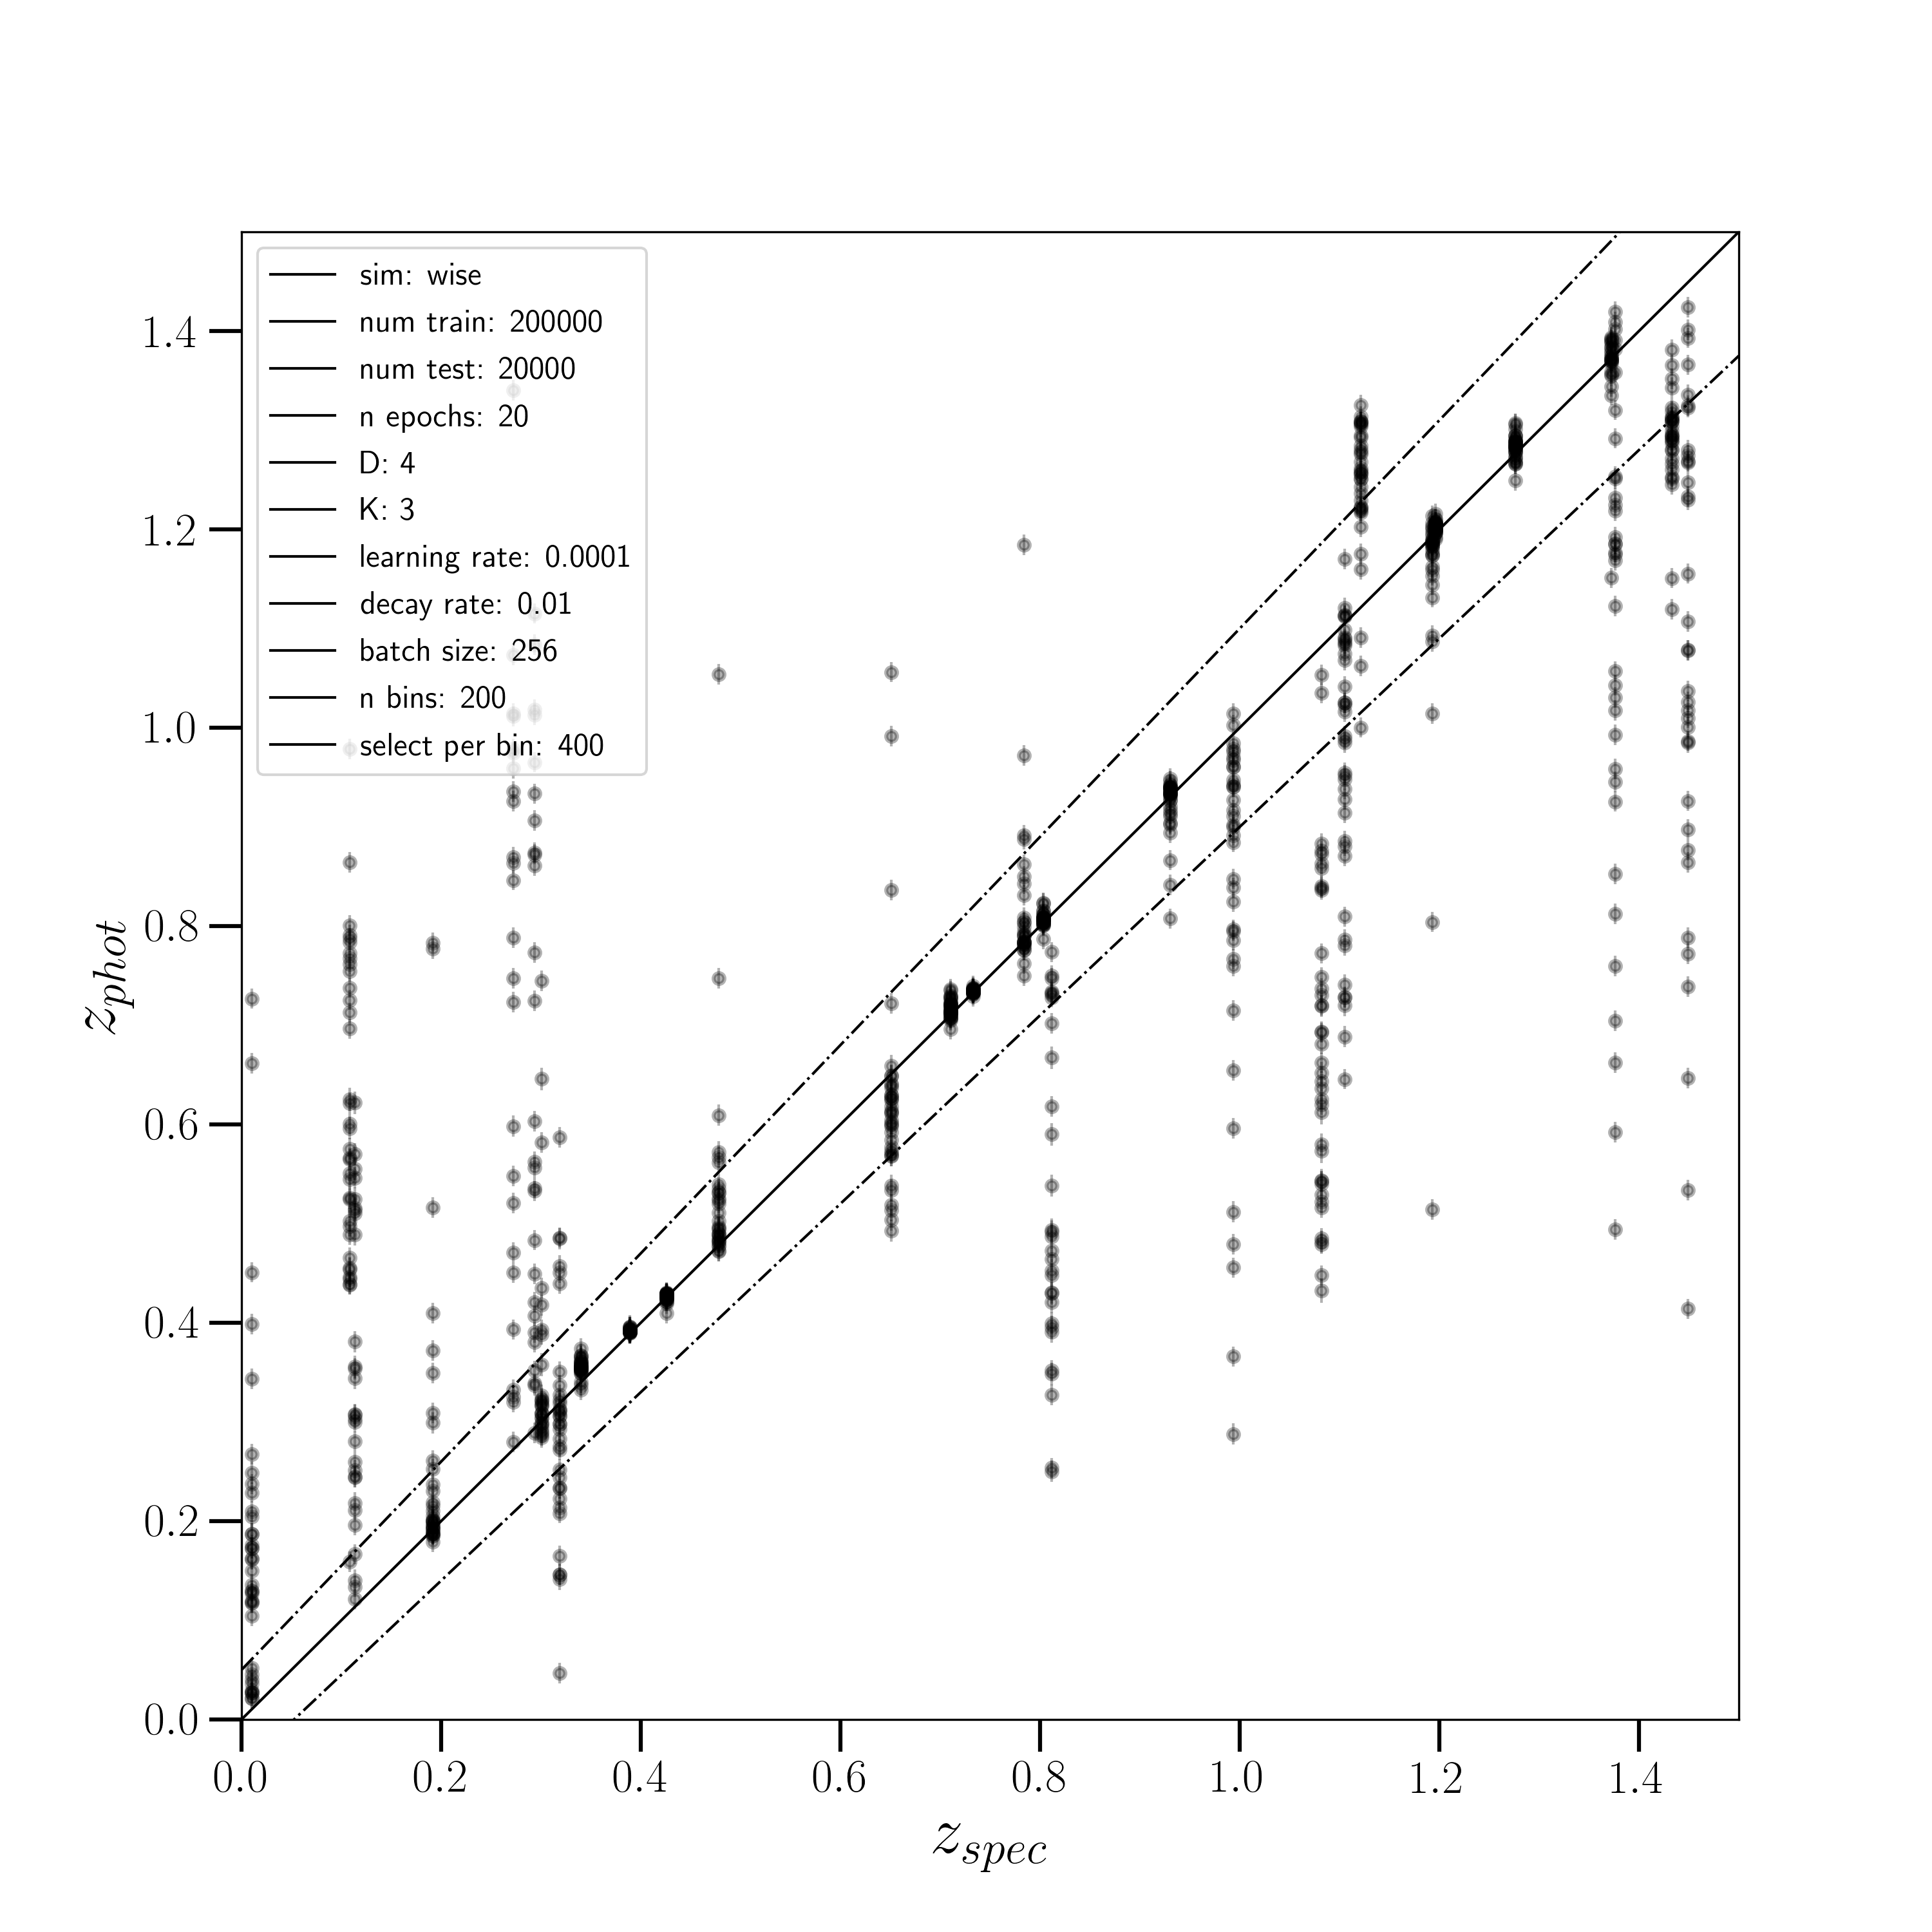 sim: wise
num train: 200000
num test: 20000
n epochs: 20
D: 4
K: 3
learning rate: 0.0001
decay rate: 0.01
batch size: 256
n bins: 200
select per bin: 400
1.4
1.2
1.0
0.8
0.6
0.4
0.2
0.0
z_phot
0.0 0.2 0.4 0.6 0.8 1.0 1.2 1.4
z_spec